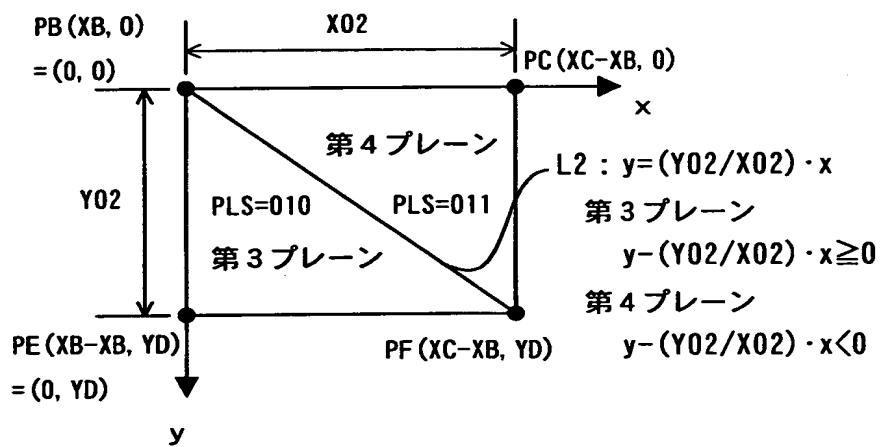 PB(XB, 0)
=(0, 0)
X02
PC(XC-XB, 0)
x
第4プレーン
L2 : y=(Y02/X02)·x
Y02
PLS=010
PLS=011
第3プレーン
第3プレーン
y-(Y02/X02)·x≧0
第4プレーン
y-(Y02/X02)·x<0
PE(XB-XB, YD)
=(0, YD)
PF(XC-XB, YD)
y